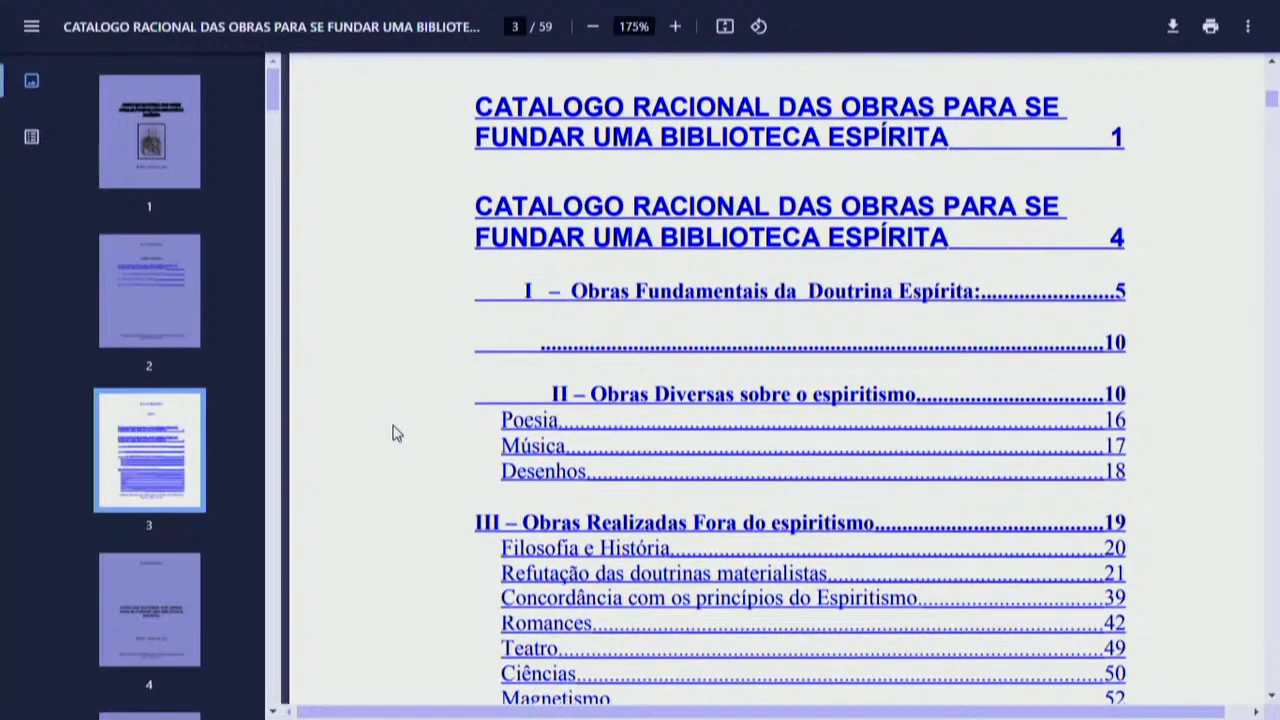 CATALOGO RACIONAL DAS OBRAS PARA SE FUNDAR UMA BIBLIOTE...
3 / 59
175%
CATALOGO RACIONAL DAS OBRAS PARA SE
FUNDAR UMA BIBLIOTECA ESPÍRITA 1
CATALOGO RACIONAL DAS OBRAS PARA SE
FUNDAR UMA BIBLIOTECA ESPÍRITA 4
I – Obras Fundamentais da Doutrina Espírita:........................5
....................................................................................................10
II – Obras Diversas sobre o espiritismo.................................10
Poesia.....................................................................................16
Música....................................................................................17
Desenhos................................................................................18
III – Obras Realizadas Fora do espiritismo........................................19
Filosofia e História....................................................................20
Refutação das doutrinas materialistas...........................................21
Concordância com os princípios do Espiritismo.............................39
Romances................................................................................42
Teatro.....................................................................................49
Ciências..................................................................................50
Magnetismo 52
1
2
3
4